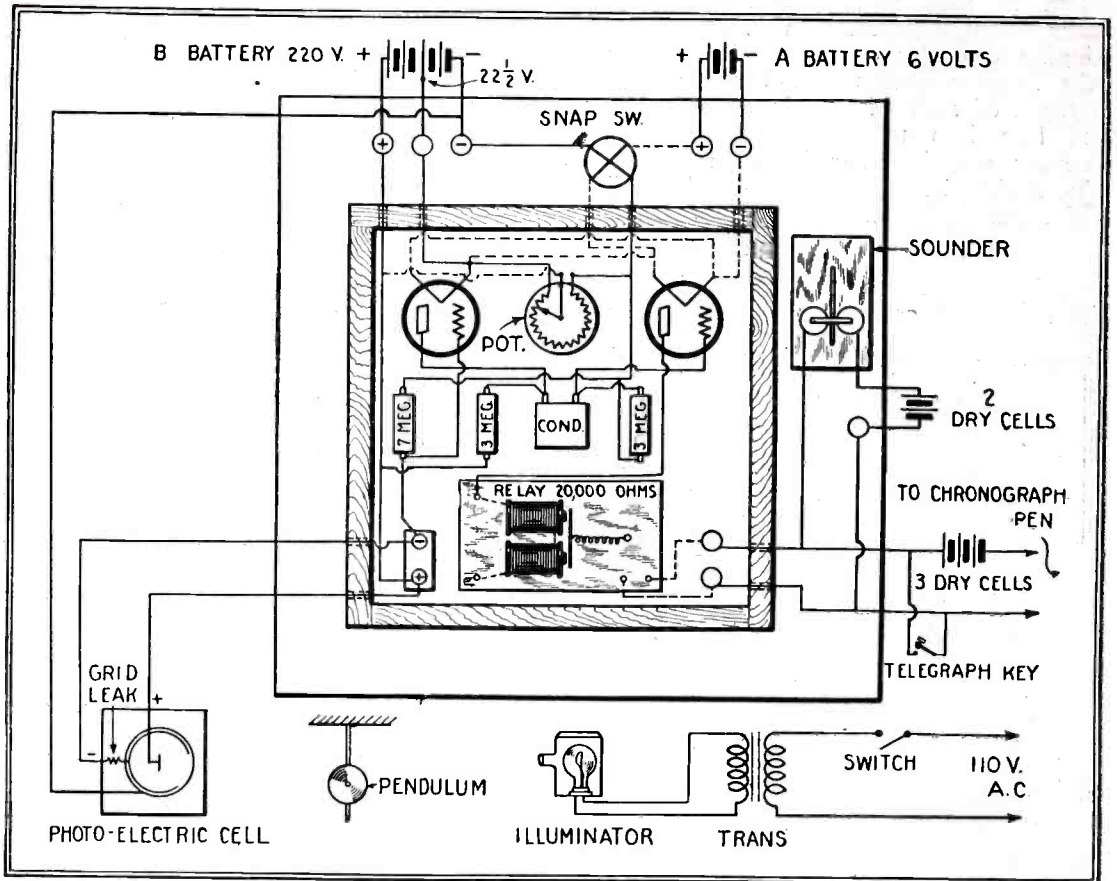 B BATTERY 220 V. + -
22 1/2 V.
+ - A BATTERY 6 VOLTS
SNAP SW.
+
-
+
-
SOUNDER
POT.
7 MEG.
3 MEG.
COND.
3 MEG
2
DRY CELLS
RELAY 20,000 OHMS
TO CHRONOGRAPH
PEN
-
+
3 DRY CELLS
TELEGRAPH KEY
GRID
LEAK
+
-
PENDULUM
SWITCH
110 V.
A.C
PHOTO-ELECTRIC CELL
ILLUMINATOR
TRANS